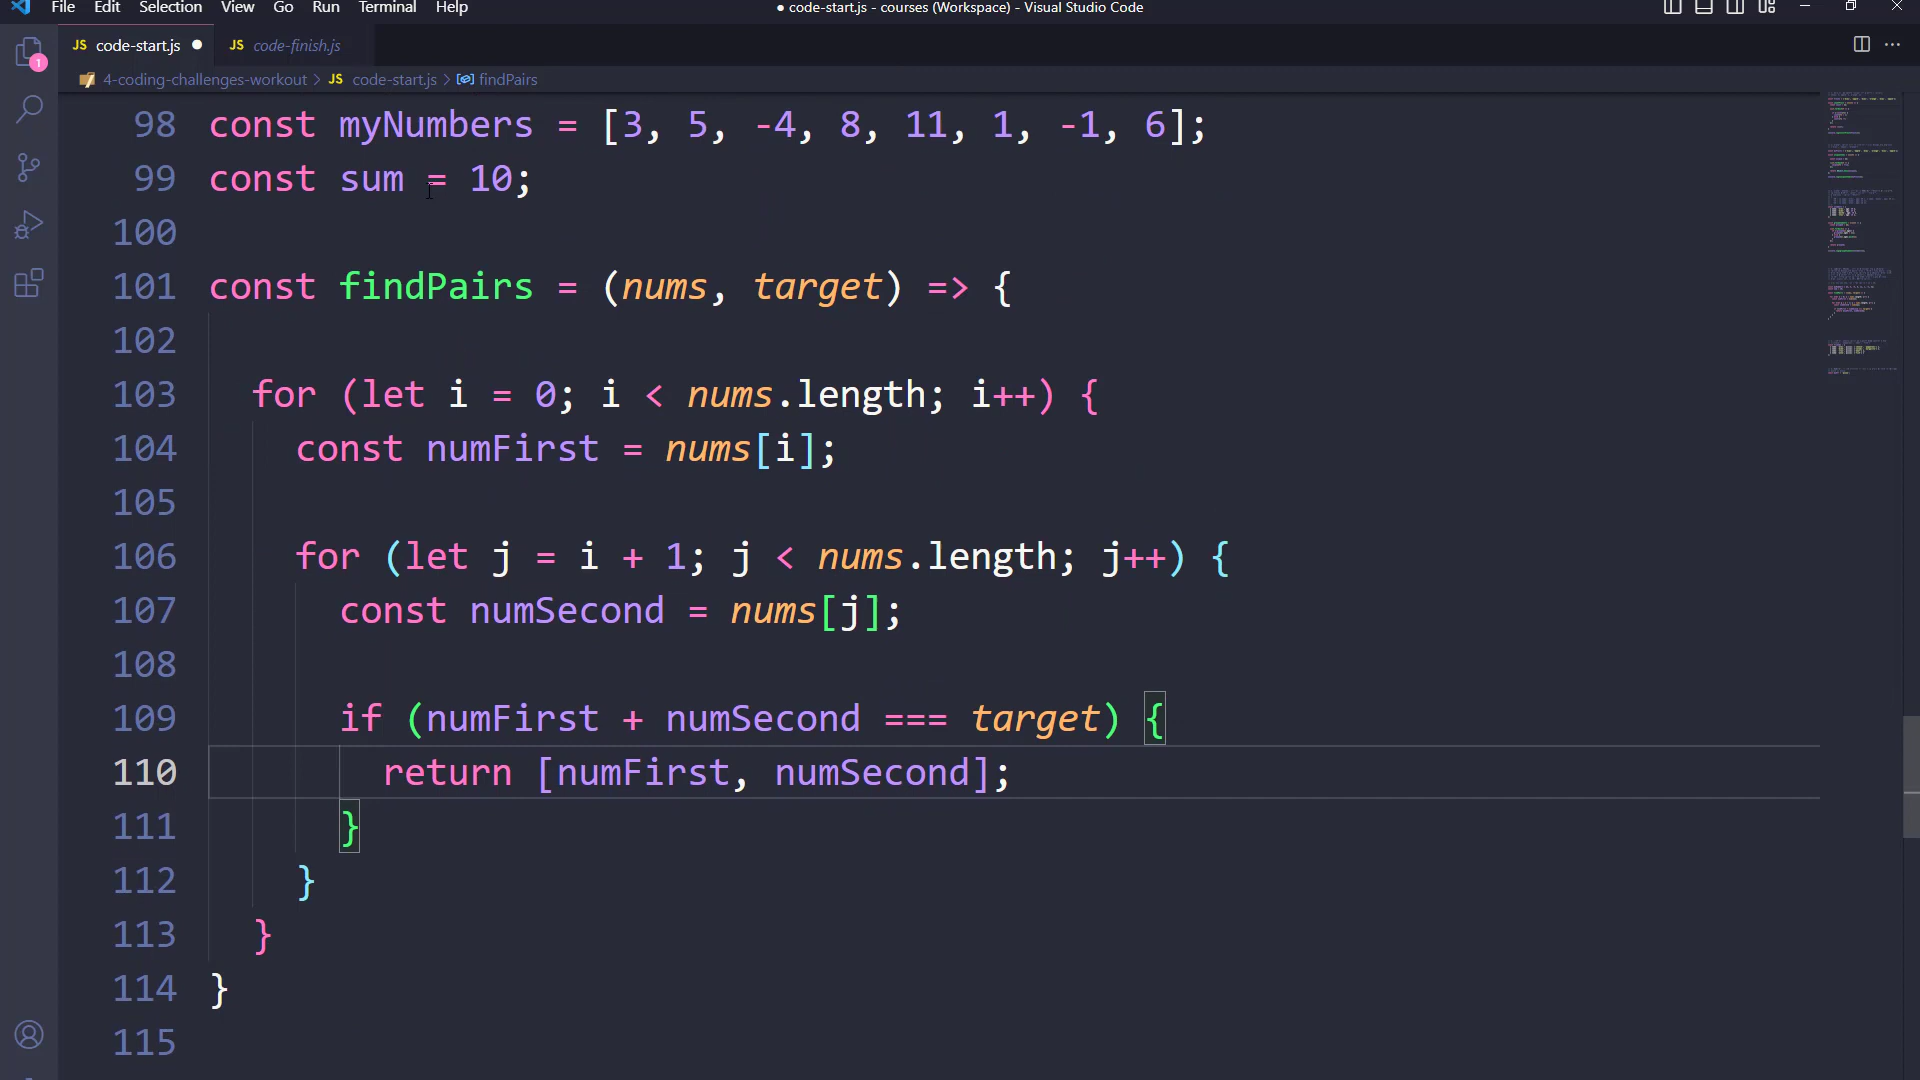 File Edit Selection View Go Run Terminal Help
● code-start.js - courses (Workspace) - Visual Studio Code
JS code-start.js ● JS code-finish.js
4-coding-challenges-workout > JS code-start.js > findPairs
1
98 const myNumbers = [3, 5, -4, 8, 11, 1, -1, 6];
99 const sum = 10;
100
101 const findPairs = (nums, target) => {
102
103 for (let i = 0; i < nums.length; i++) {
104 const numFirst = nums[i];
105
106 for (let j = i + 1; j < nums.length; j++) {
107 const numSecond = nums[j];
108
109 if (numFirst + numSecond === target) {
110 return [numFirst, numSecond];
111 }
112 }
113 }
114 }
115